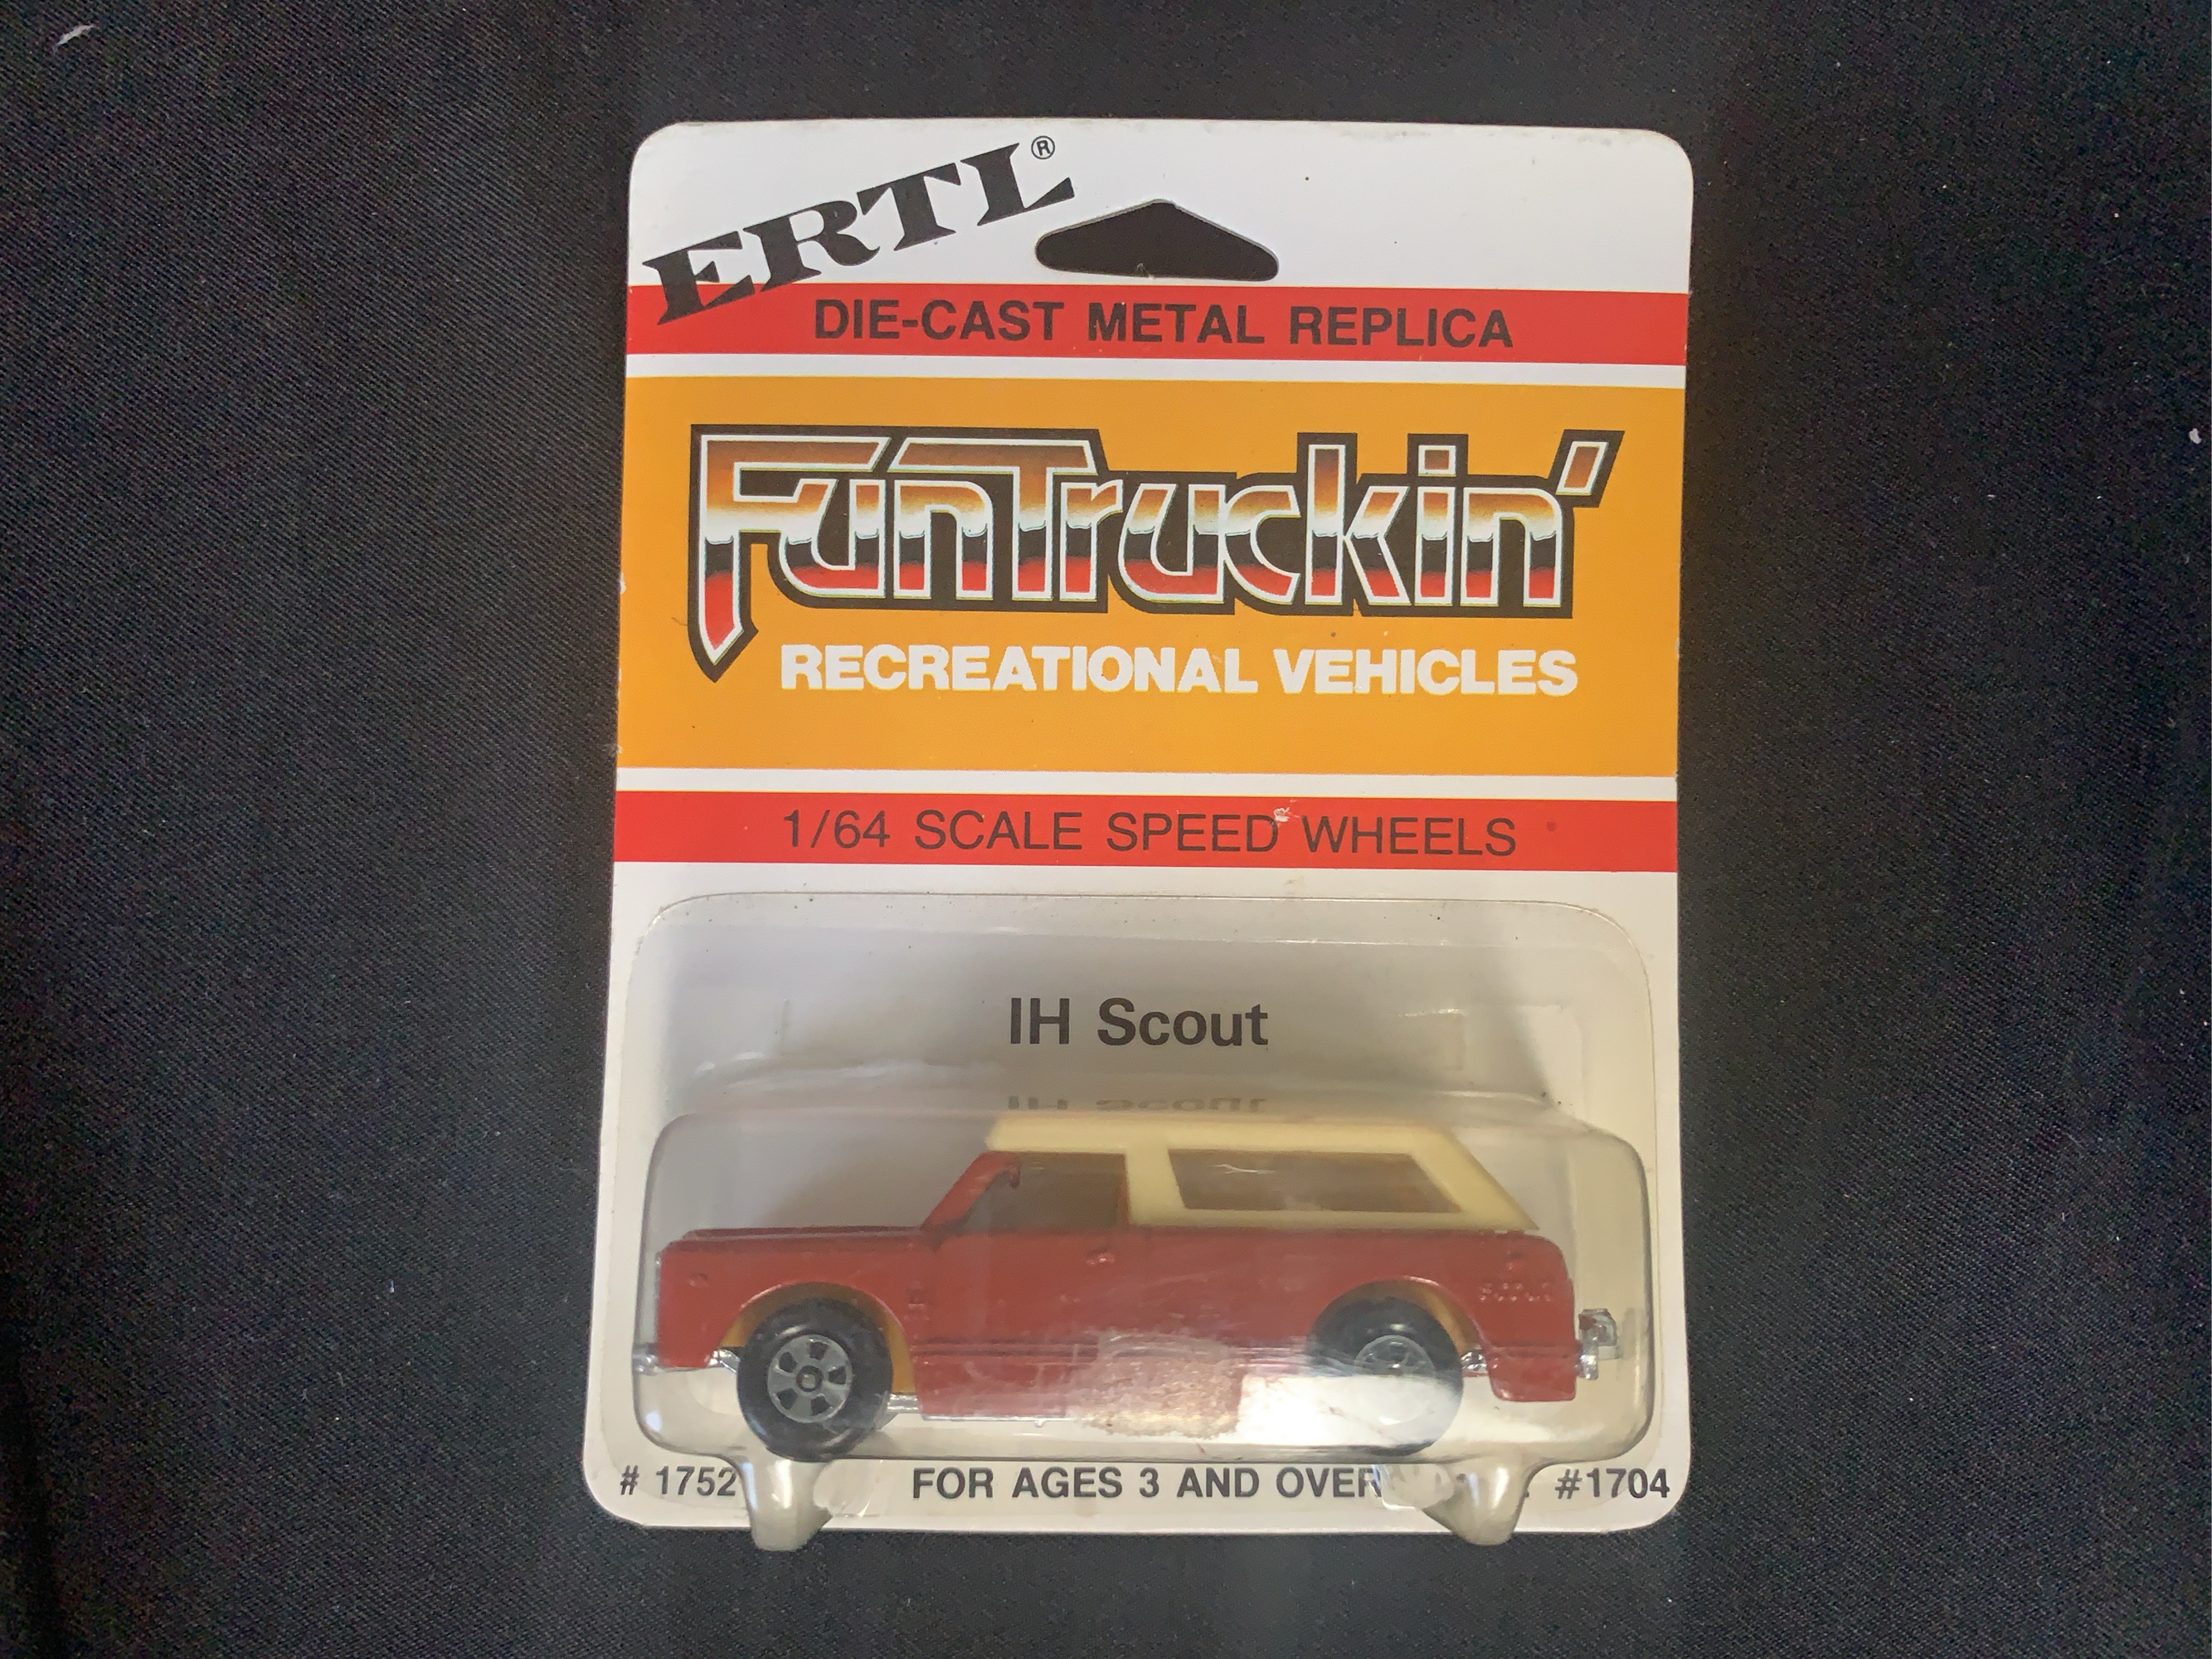 ERTL®
DIE-CAST METAL REPLICA
FunTruckin'
RECREATIONAL VEHICLES
1/64 SCALE SPEED WHEELS
IH Scout
SCOUT
# 1752 FOR AGES 3 AND OVER #1704